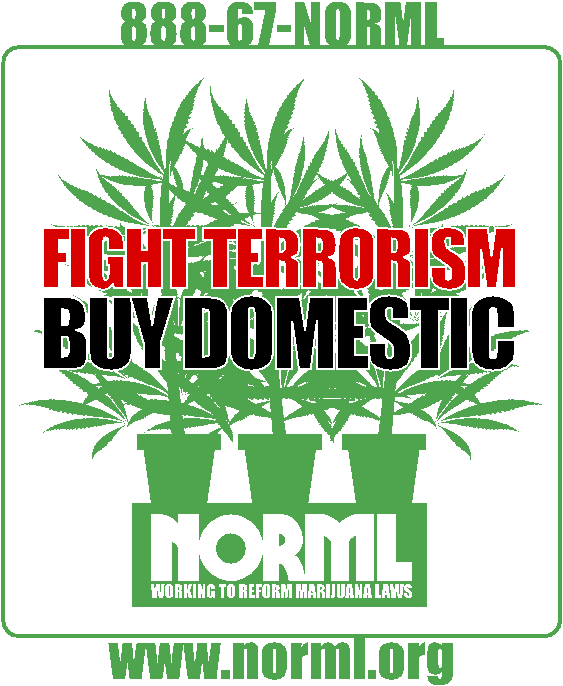 888-67-NORML
FIGHT TERRORISM
BUY DOMESTIC
NORML
WORKING TO REFORM MARIJUANA LAWS
www.norml.org